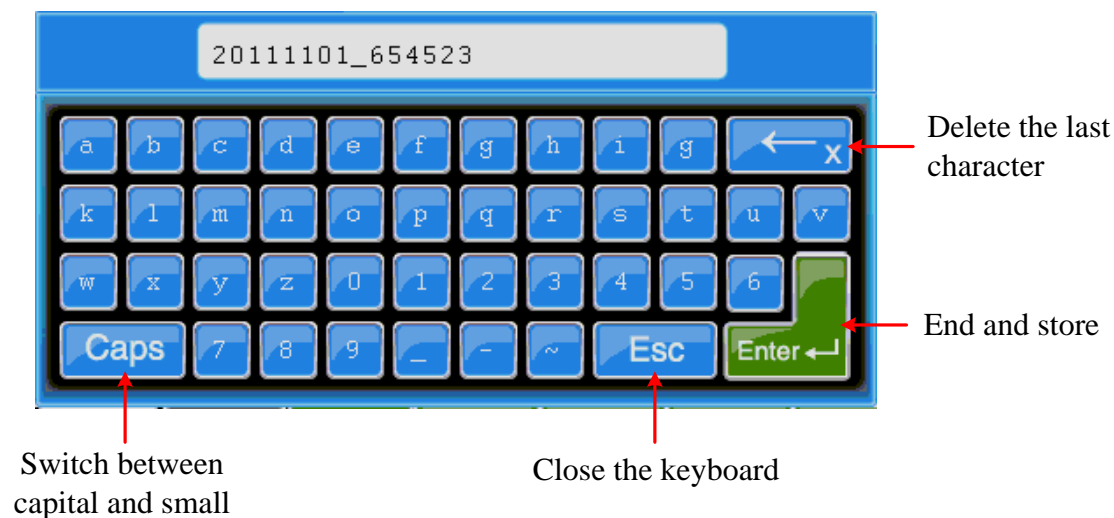 20111101_654523
a b c d e f g h i g ← x
k l m n o p q r s t u v
w x y z 0 1 2 3 4 5 6
Caps 7 8 9 _ - ~ Esc Enter ↵
Delete the last
character
End and store
Switch between
capital and small
Close the keyboard